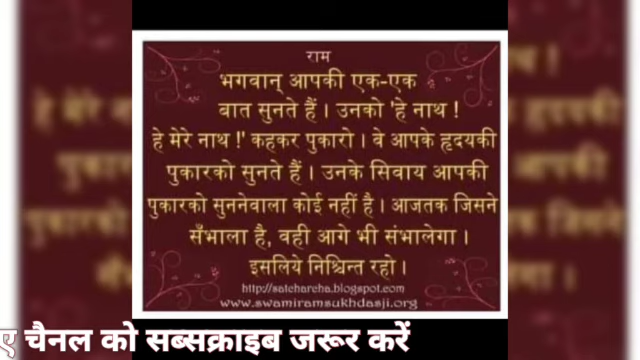 राम
भगवान् आपकी एक-एक
बात सुनते हैं । उनको 'हे नाथ !
हे मेरे नाथ !' कहकर पुकारो । वे आपके हृदयकी
पुकारको सुनते हैं । उनके सिवाय आपकी
पुकारको सुननेवाला कोई नहीं है । आजतक जिसने
सँभाला है, वही आगे भी संभालेगा ।
इसलिये निश्चिन्त रहो ।
http://satcharcha.blogspot.com
www.swamiramsukhdasji.org
ए चैनल को सब्सक्राइब जरूर करें